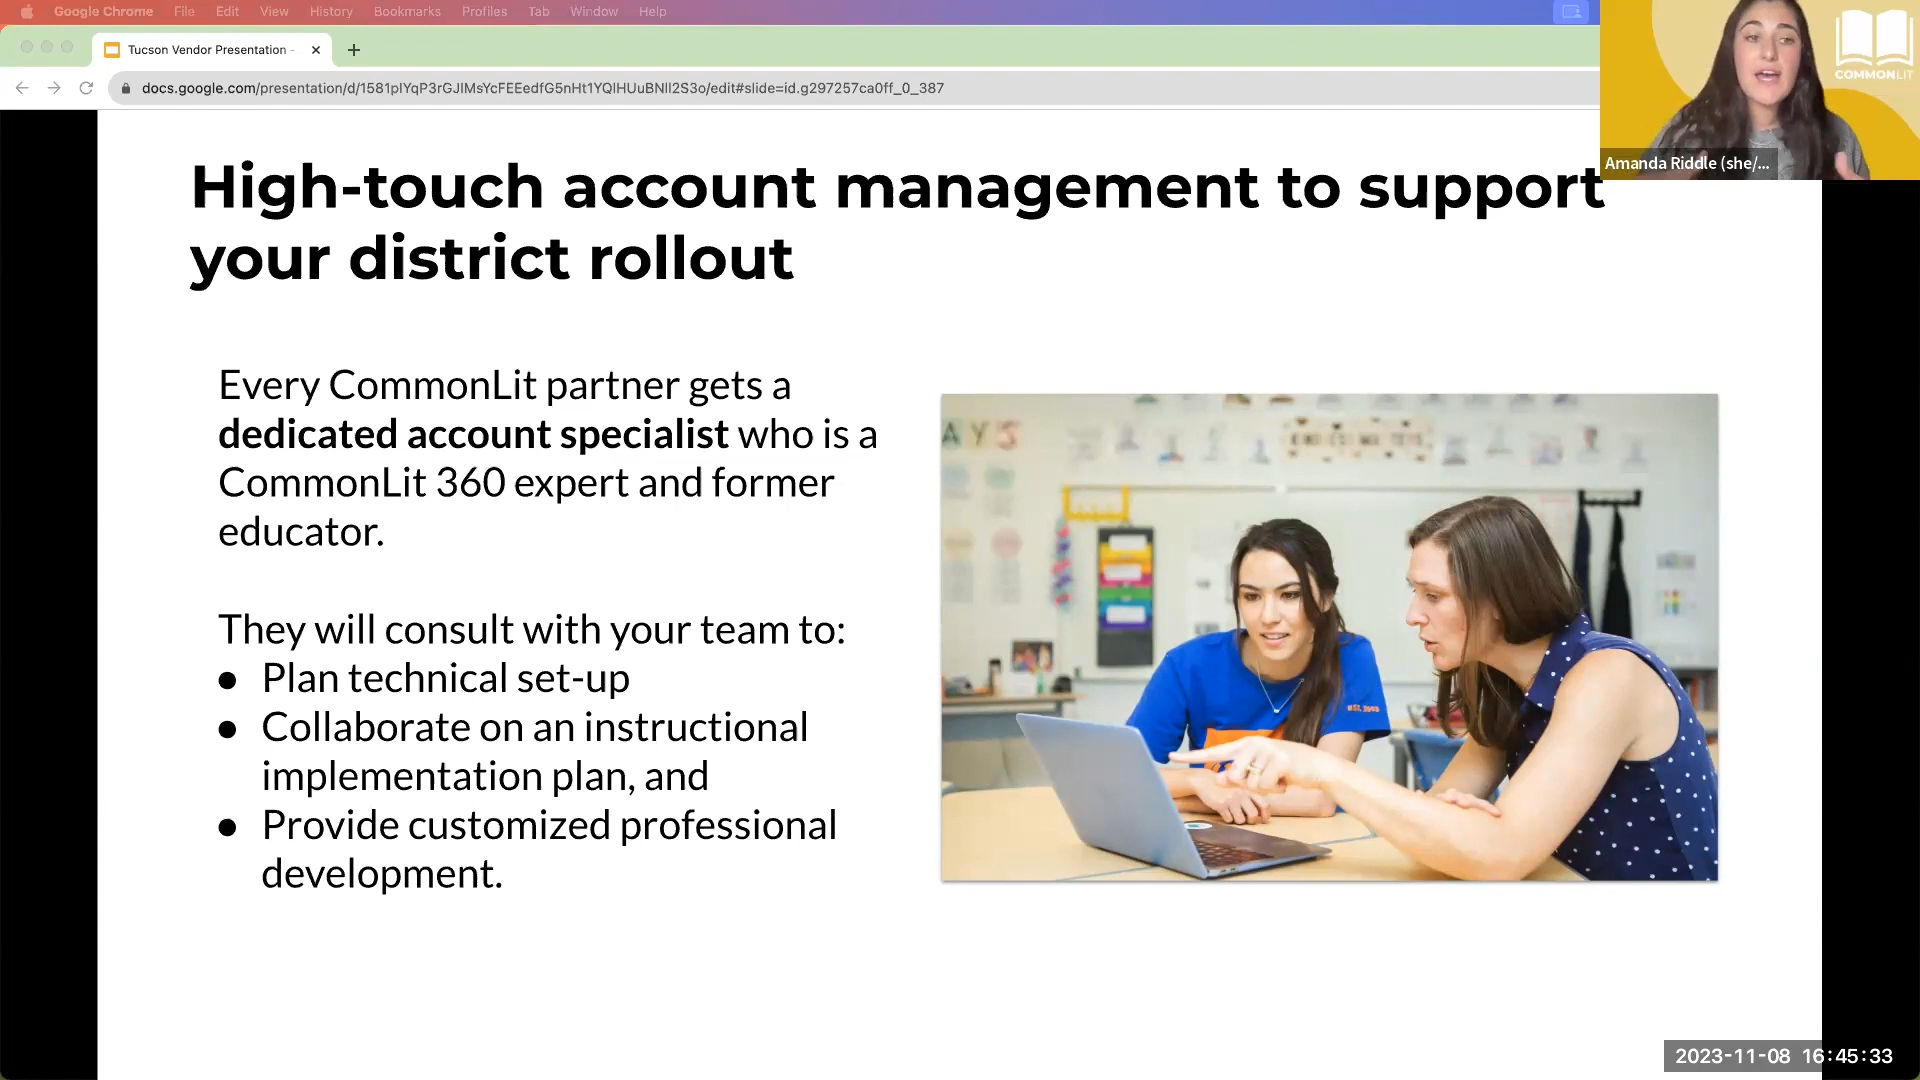 Google Chrome File Edit View History Bookmarks Profiles Tab Window Help
Tucson Vendor Presentation -
docs.google.com/presentation/d/1581pIYqP3rGJIMsYcFEEedfG5nHt1YQIHUuBNII2S3o/edit#slide=id.g297257ca0ff_0_387
COMMONLIT
Amanda Riddle (she/...
High-touch account management to support
your district rollout
Every CommonLit partner gets a
dedicated account specialist who is a
CommonLit 360 expert and former
educator.
They will consult with your team to:
● Plan technical set-up
● Collaborate on an instructional
implementation plan, and
● Provide customized professional
development.
AYS
EST. 2003
2023-11-08 16:45:33